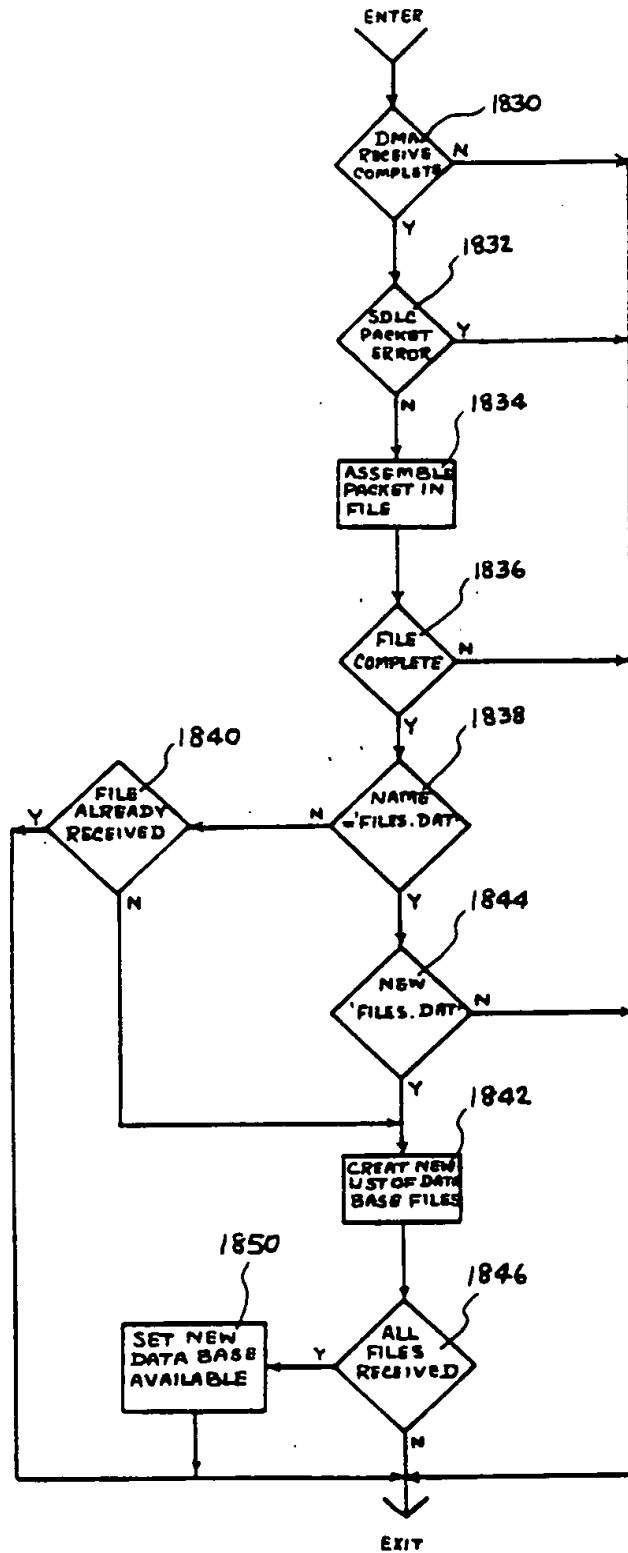 ENTER
1830
DMA
RECEIVE
COMPLETE
N
Y
1832
SDLC
PACKET
ERROR
Y
N
1834
ASSEMBLE
PACKET IN
FILE
1836
FILE
COMPLETE
N
Y
1838
NAME
='FILES.DAT'
N
Y
1840
FILE
ALREADY
RECEIVED
Y
N
1844
NEW
'FILES.DAT'
N
Y
1842
CREAT NEW
LIST OF DATA
BASE FILES
1846
ALL
FILES
RECEIVED
Y
N
1850
SET NEW
DATA BASE
AVAILABLE
EXIT